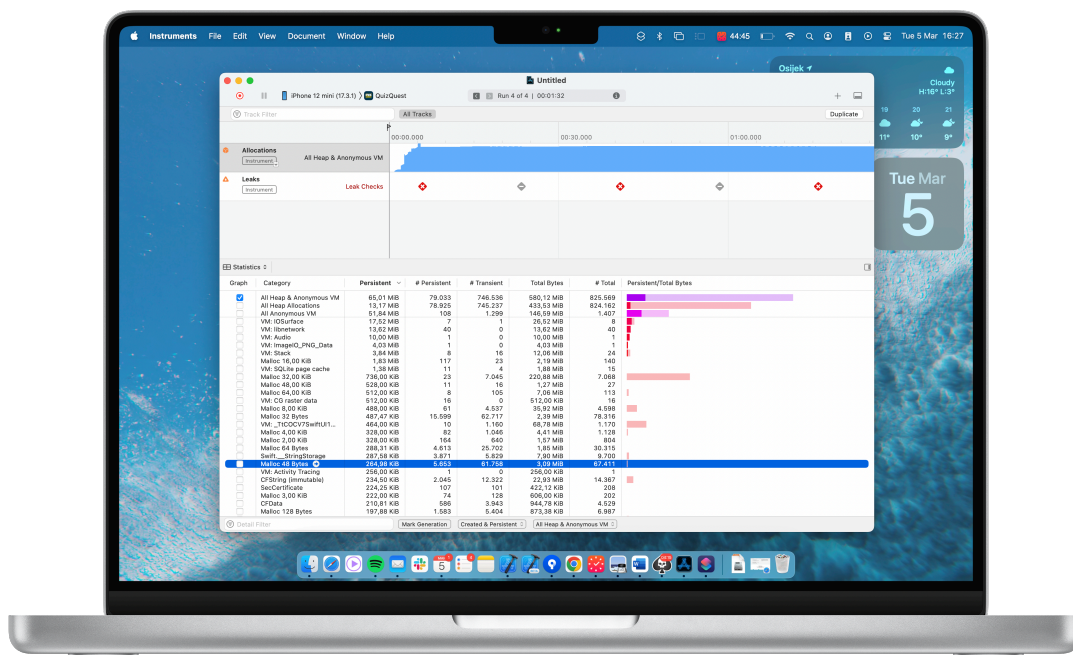 Instruments File Edit View Document Window Help 44:45 Tue 5 Mar 16:27
Osijek
Cloudy
H:16° L:3°
19 20 21
11° 10° 9°
Tue Mar
5
Untitled
iPhone 12 mini (17.3.1) QuizQuest Run 4 of 4 | 00:01:32
Track Filter All Tracks Duplicate
00:00.000 00:30.000 01:00.000
Allocations
Instrument All Heap & Anonymous VM
Leaks
Instrument Leak Checks
Statistics
Graph Category Persistent # Persistent # Transient Total Bytes # Total Persistent/Total Bytes
All Heap & Anonymous VM 65,01 MiB 79.033 746.536 580,12 MiB 825.569
All Heap Allocations 13,17 MiB 78.925 745.237 433,53 MiB 824.162
All Anonymous VM 51,84 MiB 108 1.299 146,59 MiB 1.407
VM: IOSurface 17,52 MiB 7 1 26,52 MiB 8
VM: libnetwork 13,62 MiB 40 0 13,62 MiB 40
VM: Audio 10,00 MiB 1 0 10,00 MiB 1
VM: ImageIO_PNG_Data 4,03 MiB 1 0 4,03 MiB 1
VM: Stack 3,84 MiB 8 16 12,06 MiB 24
Malloc 16,00 KiB 1,83 MiB 117 23 2,19 MiB 140
VM: SQLite page cache 1,38 MiB 11 4 1,88 MiB 15
Malloc 32,00 KiB 736,00 KiB 23 7.045 220,88 MiB 7.068
Malloc 48,00 KiB 528,00 KiB 11 16 1,27 MiB 27
Malloc 64,00 KiB 512,00 KiB 8 105 7,06 MiB 113
VM: CG raster data 512,00 KiB 16 0 512,00 KiB 16
Malloc 8,00 KiB 488,00 KiB 61 4.537 35,92 MiB 4.598
Malloc 32 Bytes 487,47 KiB 15.599 62.717 2,39 MiB 78.316
VM: _TtCOCV7SwiftUI1... 464,00 KiB 10 1.160 68,78 MiB 1.170
Malloc 4,00 KiB 328,00 KiB 82 1.046 4,41 MiB 1.128
Malloc 2,00 KiB 328,00 KiB 164 640 1,57 MiB 804
Malloc 64 Bytes 288,31 KiB 4.613 25.702 1,85 MiB 30.315
Swift.__StringStorage 287,58 KiB 3.871 5.829 7,90 MiB 9.700
Malloc 48 Bytes 264,98 KiB 5.653 61.758 3,09 MiB 67.411
VM: Activity Tracing 256,00 KiB 1 0 256,00 KiB 1
CFString (immutable) 234,50 KiB 2.045 12.322 22,93 MiB 14.367
SecCertificate 224,25 KiB 107 101 422,12 KiB 208
Malloc 3,00 KiB 222,00 KiB 74 128 606,00 KiB 202
CFData 210,81 KiB 586 3.943 944,78 KiB 4.529
Malloc 128 Bytes 197,88 KiB 1.583 5.404 873,38 KiB 6.987
Detail Filter Mark Generation Created & Persistent All Heap & Anonymous VM
5